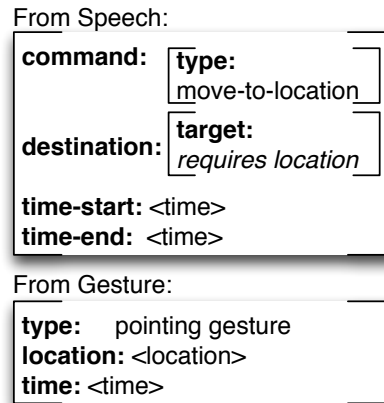 From Speech:
command: type:
move-to-location
destination: target:
requires location
time-start: <time>
time-end: <time>
From Gesture:
type: pointing gesture
location: <location>
time: <time>